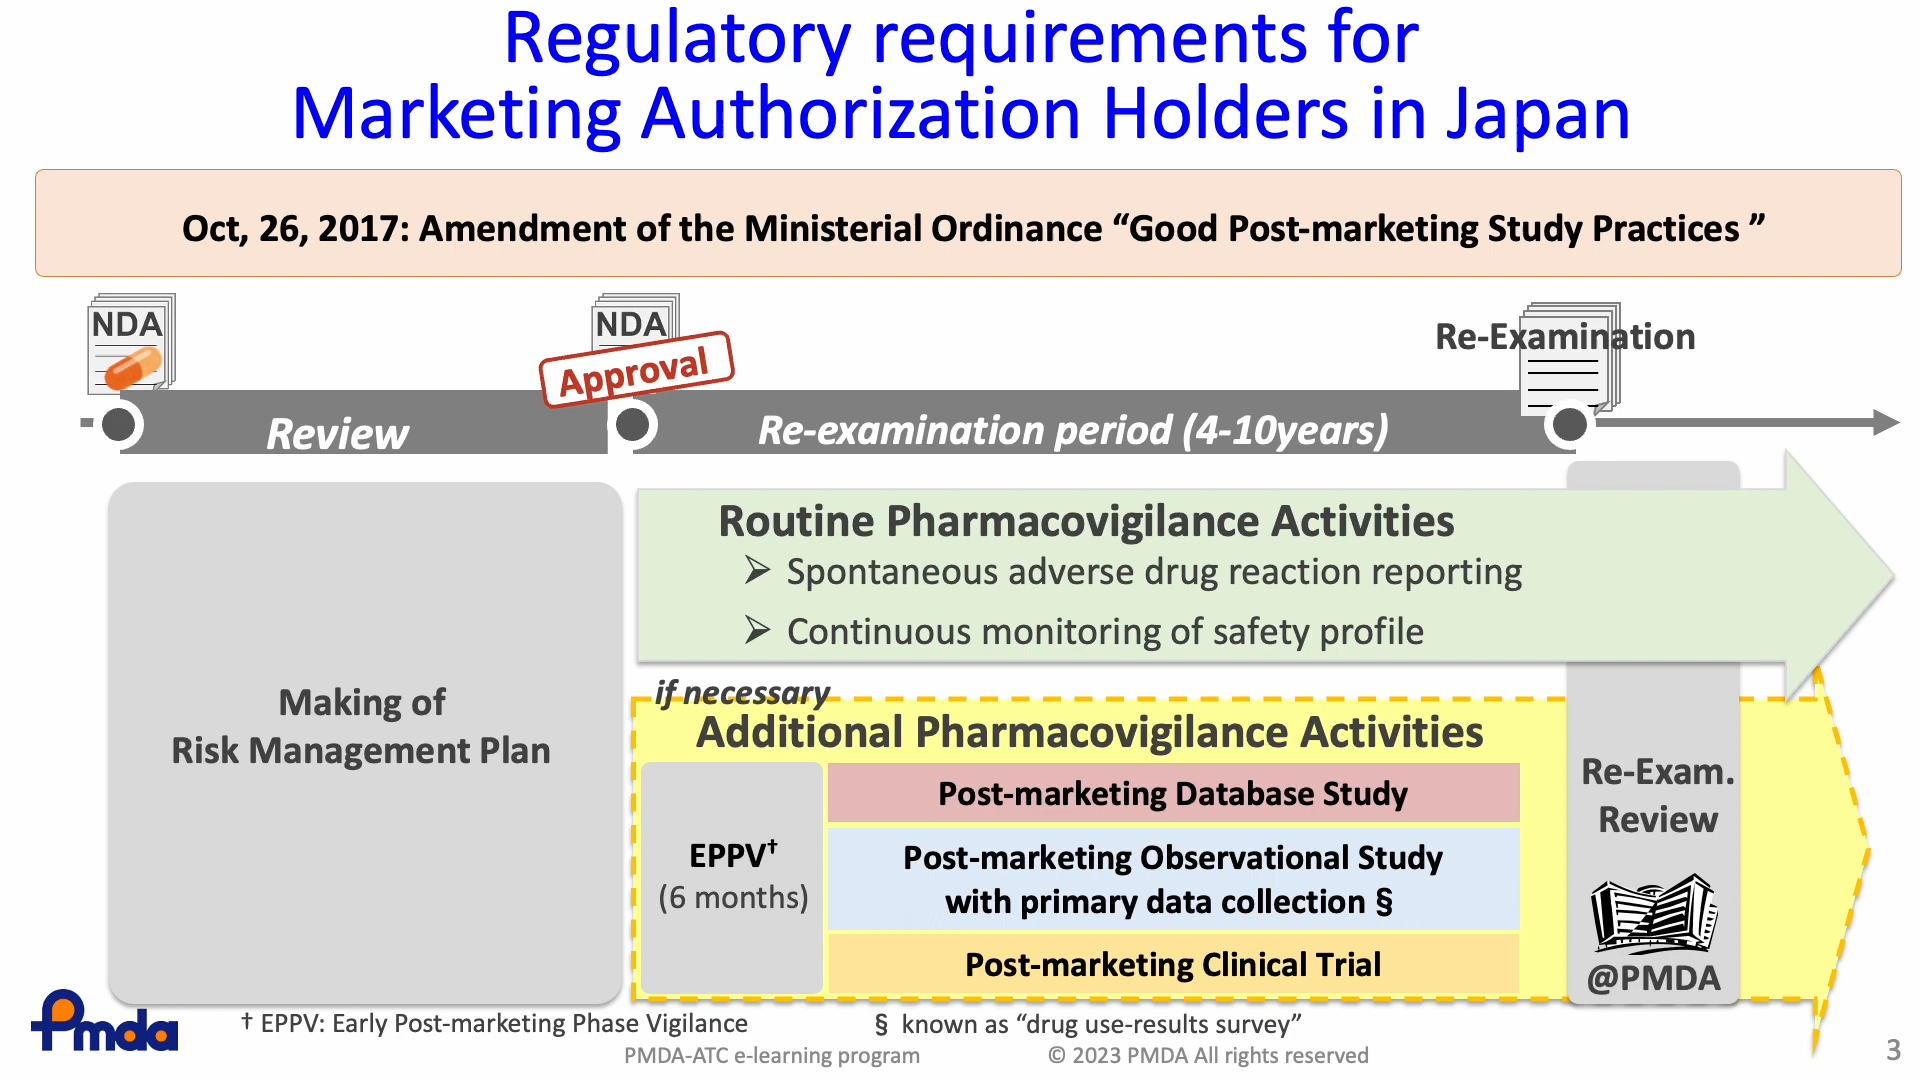 Regulatory requirements for
Marketing Authorization Holders in Japan
Oct, 26, 2017: Amendment of the Ministerial Ordinance “Good Post-marketing Study Practices ”
NDA
NDA
Approval
Re-Examination
Review
Re-examination period (4-10years)
Making of
Risk Management Plan
Routine Pharmacovigilance Activities
➢ Spontaneous adverse drug reaction reporting
➢ Continuous monitoring of safety profile
if necessary
Additional Pharmacovigilance Activities
EPPV†
(6 months)
Post-marketing Database Study
Post-marketing Observational Study
with primary data collection §
Post-marketing Clinical Trial
Re-Exam.
Review
@PMDA
† EPPV: Early Post-marketing Phase Vigilance
§ known as “drug use-results survey”
Pmda
PMDA-ATC e-learning program
© 2023 PMDA All rights reserved
3